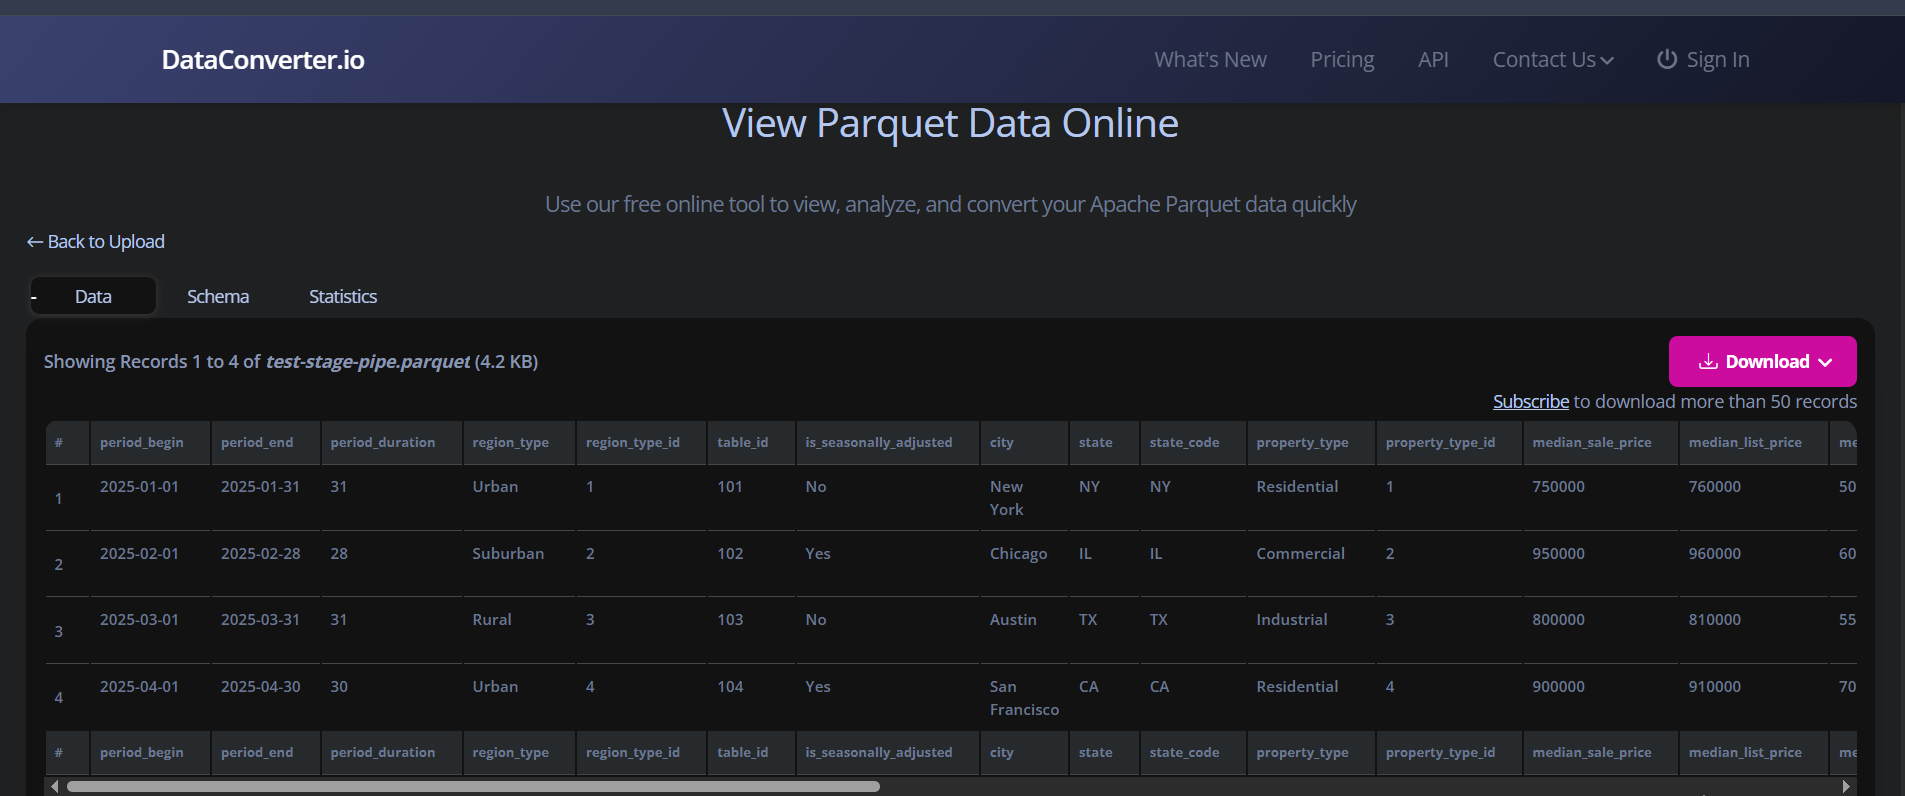 DataConverter.io
What's New Pricing API Contact Us Sign In
View Parquet Data Online
Use our free online tool to view, analyze, and convert your Apache Parquet data quickly
← Back to Upload
- Data Schema Statistics
Showing Records 1 to 4 of test-stage-pipe.parquet (4.2 KB)
Download
Subscribe to download more than 50 records
# period_begin period_end period_duration region_type region_type_id table_id is_seasonally_adjusted city state state_code property_type property_type_id median_sale_price median_list_price me
1 2025-01-01 2025-01-31 31 Urban 1 101 No New York NY NY Residential 1 750000 760000 50
2 2025-02-01 2025-02-28 28 Suburban 2 102 Yes Chicago IL IL Commercial 2 950000 960000 60
3 2025-03-01 2025-03-31 31 Rural 3 103 No Austin TX TX Industrial 3 800000 810000 55
4 2025-04-01 2025-04-30 30 Urban 4 104 Yes San Francisco CA CA Residential 4 900000 910000 70
# period_begin period_end period_duration region_type region_type_id table_id is_seasonally_adjusted city state state_code property_type property_type_id median_sale_price median_list_price me